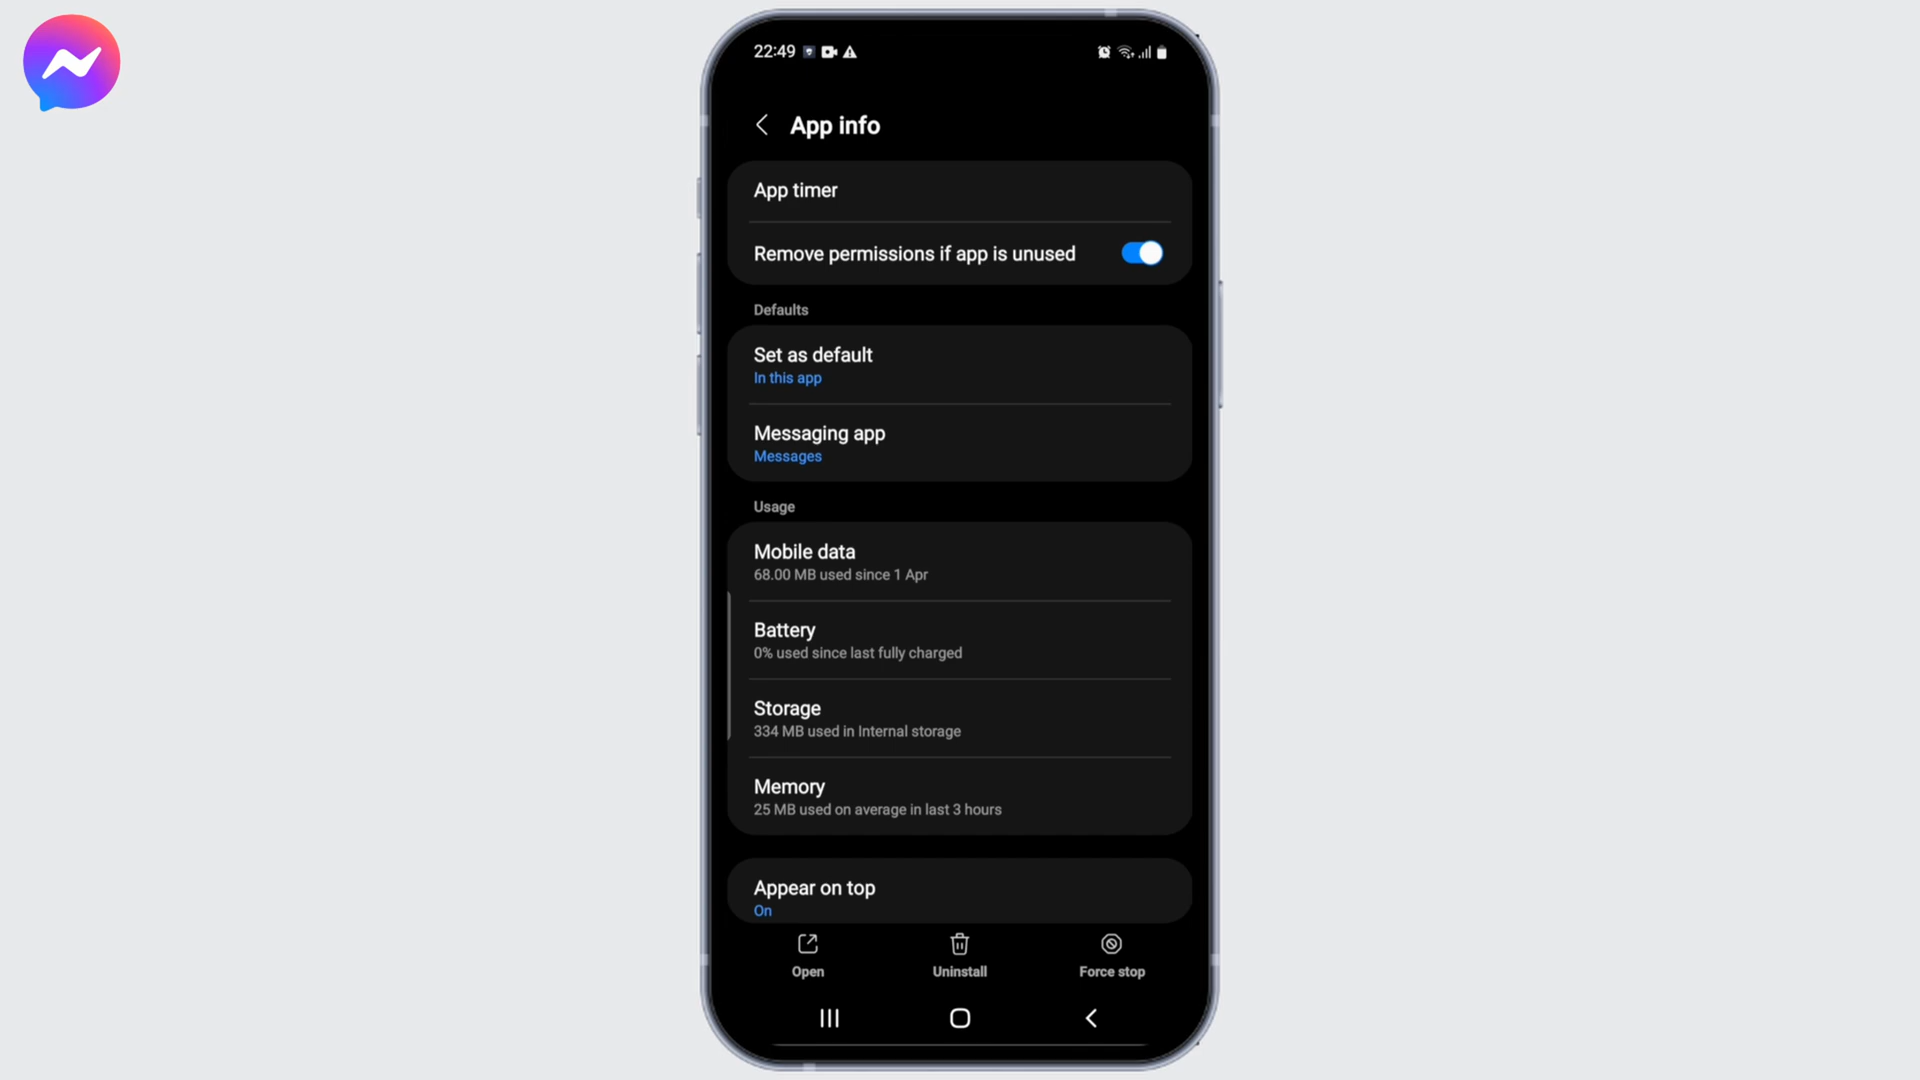 22:49
App info
App timer
Remove permissions if app is unused
Defaults
Set as default
In this app
Messaging app
Messages
Usage
Mobile data
68.00 MB used since 1 Apr
Battery
0% used since last fully charged
Storage
334 MB used in Internal storage
Memory
25 MB used on average in last 3 hours
Appear on top
On
Open
Uninstall
Force stop